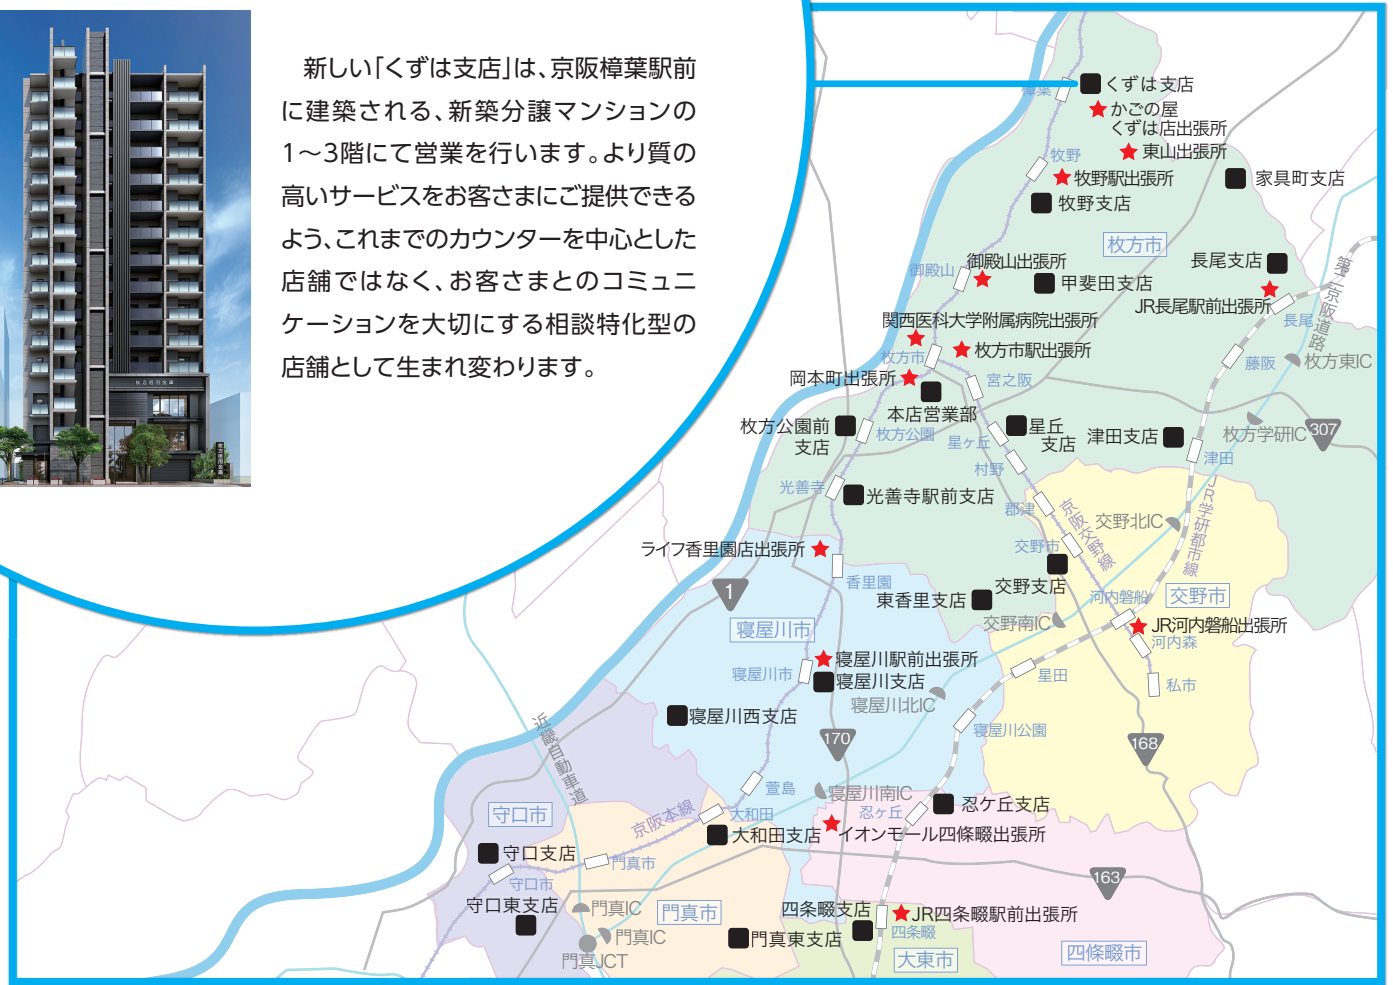 新しい「くずは支店」は、京阪樟葉駅前
に建築される、新築分譲マンションの
1～3階にて営業を行います。より質の
高いサービスをお客さまにご提供できる
よう、これまでのカウンターを中心とした
店舗ではなく、お客さまとのコミュニ
ケーションを大切にする相談特化型の
店舗として生まれ変わります。
枚方信用金庫
枚方信用金庫
樟葉
くずは支店
かごの屋
くずは店出張所
東山出張所
牧野
牧野駅出張所
家具町支店
牧野支店
枚方市
御殿山出張所
御殿山
甲斐田支店
長尾支店
JR長尾駅前出張所
長尾
第二京阪道路
関西医科大学附属病院出張所
枚方市
枚方市駅出張所
藤阪
枚方東IC
岡本町出張所
宮之阪
本店営業部
枚方公園前
支店
枚方公園
星ヶ丘
星丘
支店
津田支店
枚方学研IC
307
津田
村野
光善寺
光善寺駅前支店
郡津
京阪交野線
交野北IC
JR学研都市線
ライフ香里園店出張所
交野市
香里園
交野支店
1
東香里支店
河内磐船
交野市
寝屋川市
交野南IC
JR河内磐船出張所
河内森
寝屋川駅前出張所
寝屋川市
寝屋川支店
星田
私市
寝屋川北IC
寝屋川西支店
近畿自動車道
170
寝屋川公園
168
萱島
寝屋川南IC
守口市
京阪本線
大和田
忍ヶ丘
忍ケ丘支店
大和田支店
イオンモール四條畷出張所
守口支店
門真市
守口市
163
守口東支店
門真IC
門真市
四条畷支店
JR四条畷駅前出張所
門真IC
門真東支店
四条畷
門真JCT
大東市
四條畷市